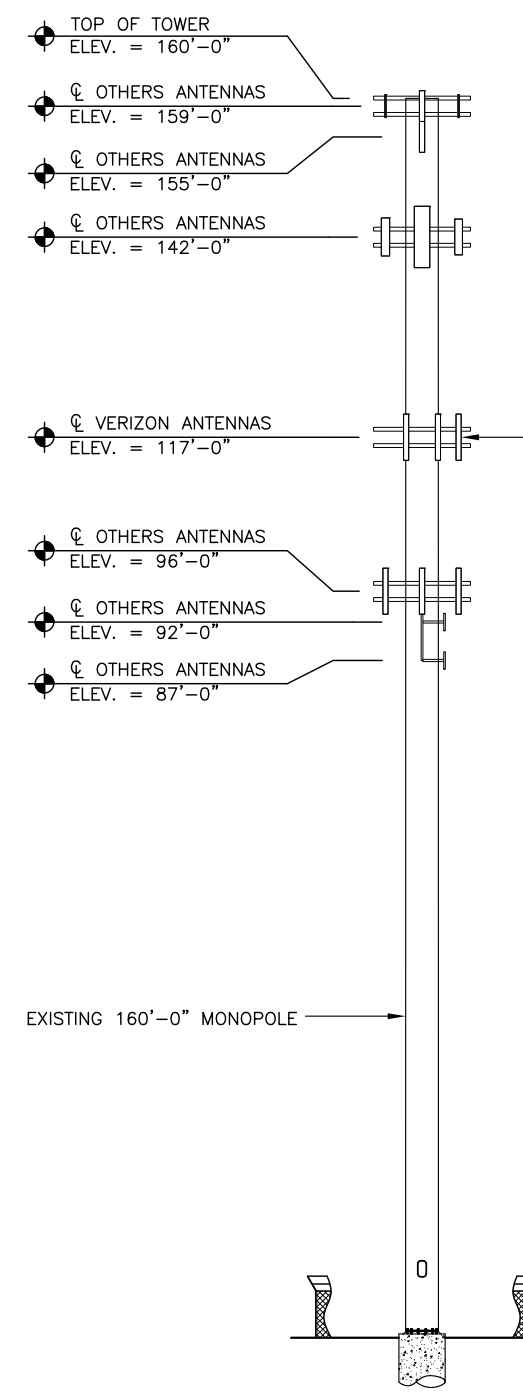 TOP OF TOWER
ELEV. = 160'-0"
℄ OTHERS ANTENNAS
ELEV. = 159'-0"
℄ OTHERS ANTENNAS
ELEV. = 155'-0"
℄ OTHERS ANTENNAS
ELEV. = 142'-0"
℄ VERIZON ANTENNAS
ELEV. = 117'-0"
℄ OTHERS ANTENNAS
ELEV. = 96'-0"
℄ OTHERS ANTENNAS
ELEV. = 92'-0"
℄ OTHERS ANTENNAS
ELEV. = 87'-0"
EXISTING 160'-0" MONOPOLE